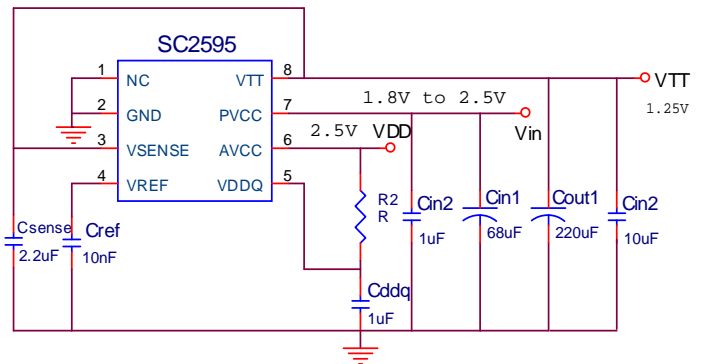 SC2595
1 NC VTT 8
VTT
1.25V
2 GND PVCC 7
1.8V to 2.5V
Vin
3 VSENSE AVCC 6
2.5V VDD
4 VREF VDDQ 5
R2
R
Cin2
1uF
Cin1
68uF
Cout1
220uF
Cin2
10uF
Csense
2.2uF
Cref
10nF
Cddq
1uF